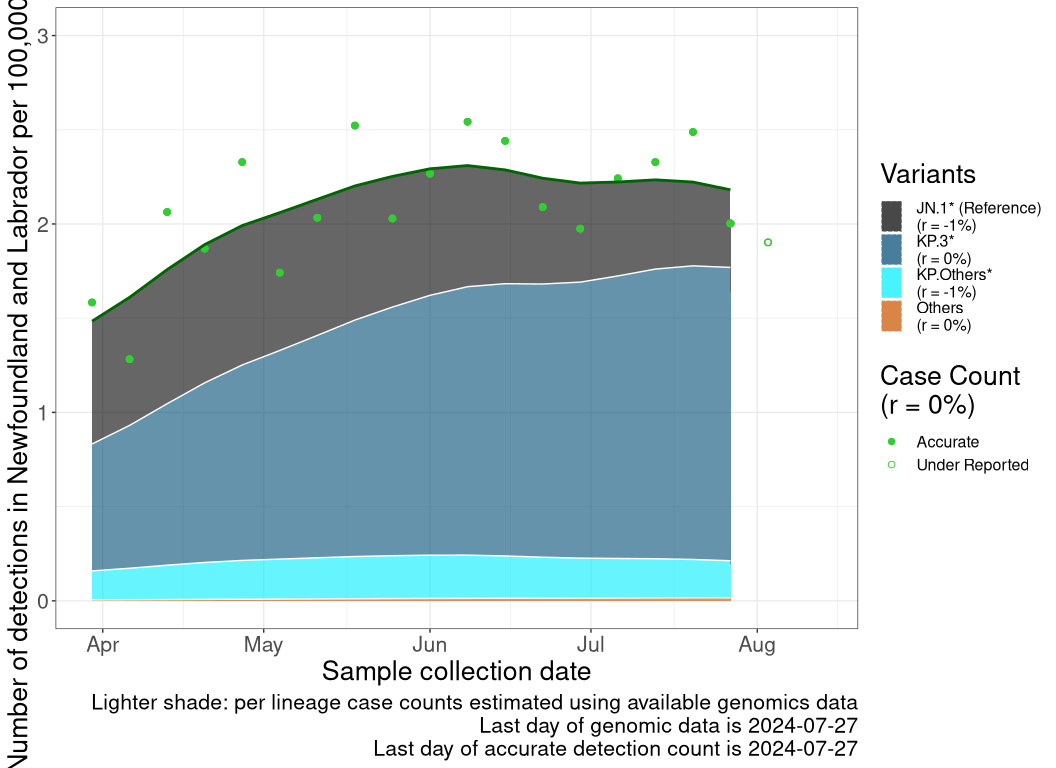 Number of detections in Newfoundland and Labrador per 100,000
3
2
1
0
Apr
May
Jun
Jul
Aug
Sample collection date
Lighter shade: per lineage case counts estimated using available genomics data
Last day of genomic data is 2024-07-27
Last day of accurate detection count is 2024-07-27
Variants
JN.1* (Reference)
(r = -1%)
KP.3*
(r = 0%)
KP.Others*
(r = -1%)
Others
(r = 0%)
Case Count
(r = 0%)
Accurate
Under Reported